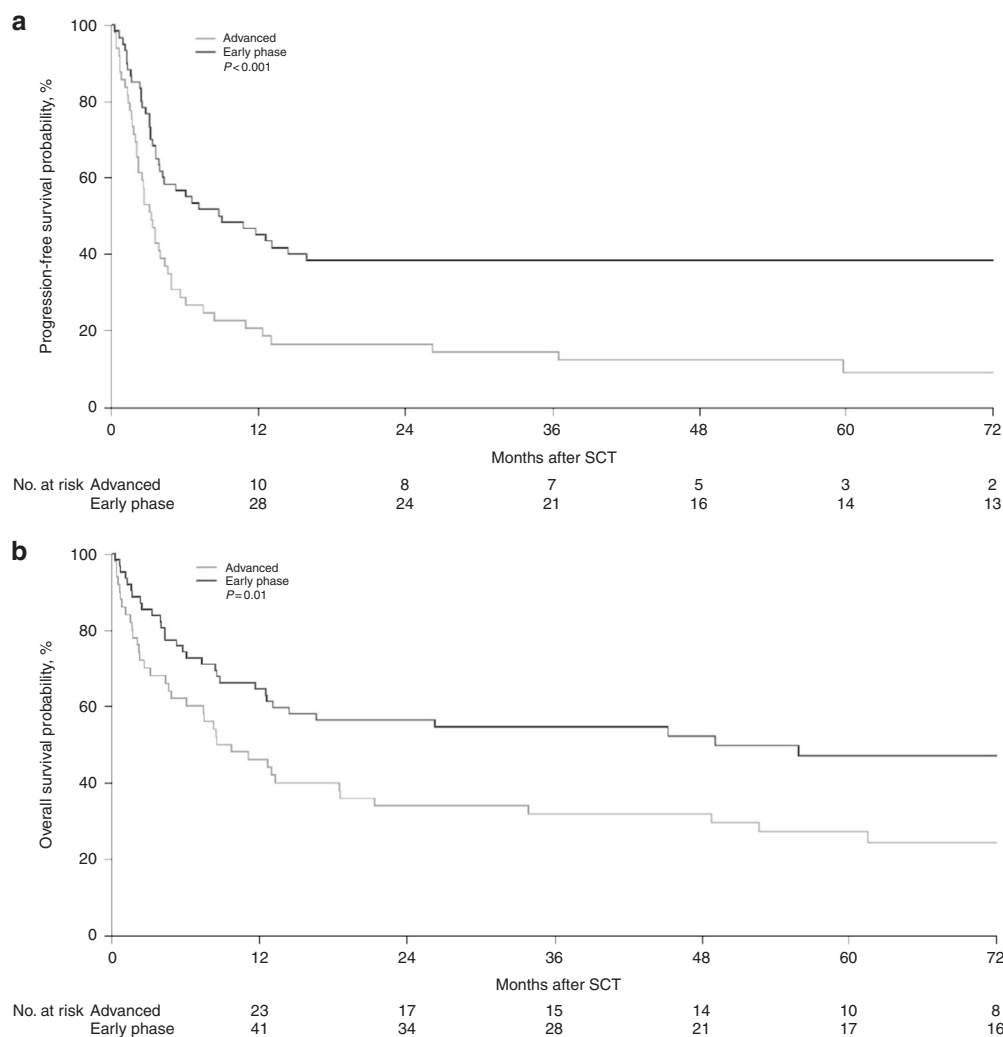 a
100
80
60
40
20
0
Progression-free survival probability, %
Advanced
Early phase
P<0.001
0 12 24 36 48 60 72
Months after SCT
No. at risk Advanced 10 8 7 5 3 2
Early phase 28 24 21 16 14 13
b
100
80
60
40
20
0
Overall survival probability, %
Advanced
Early phase
P=0.01
0 12 24 36 48 60 72
Months after SCT
No. at risk Advanced 23 17 15 14 10 8
Early phase 41 34 28 21 17 16